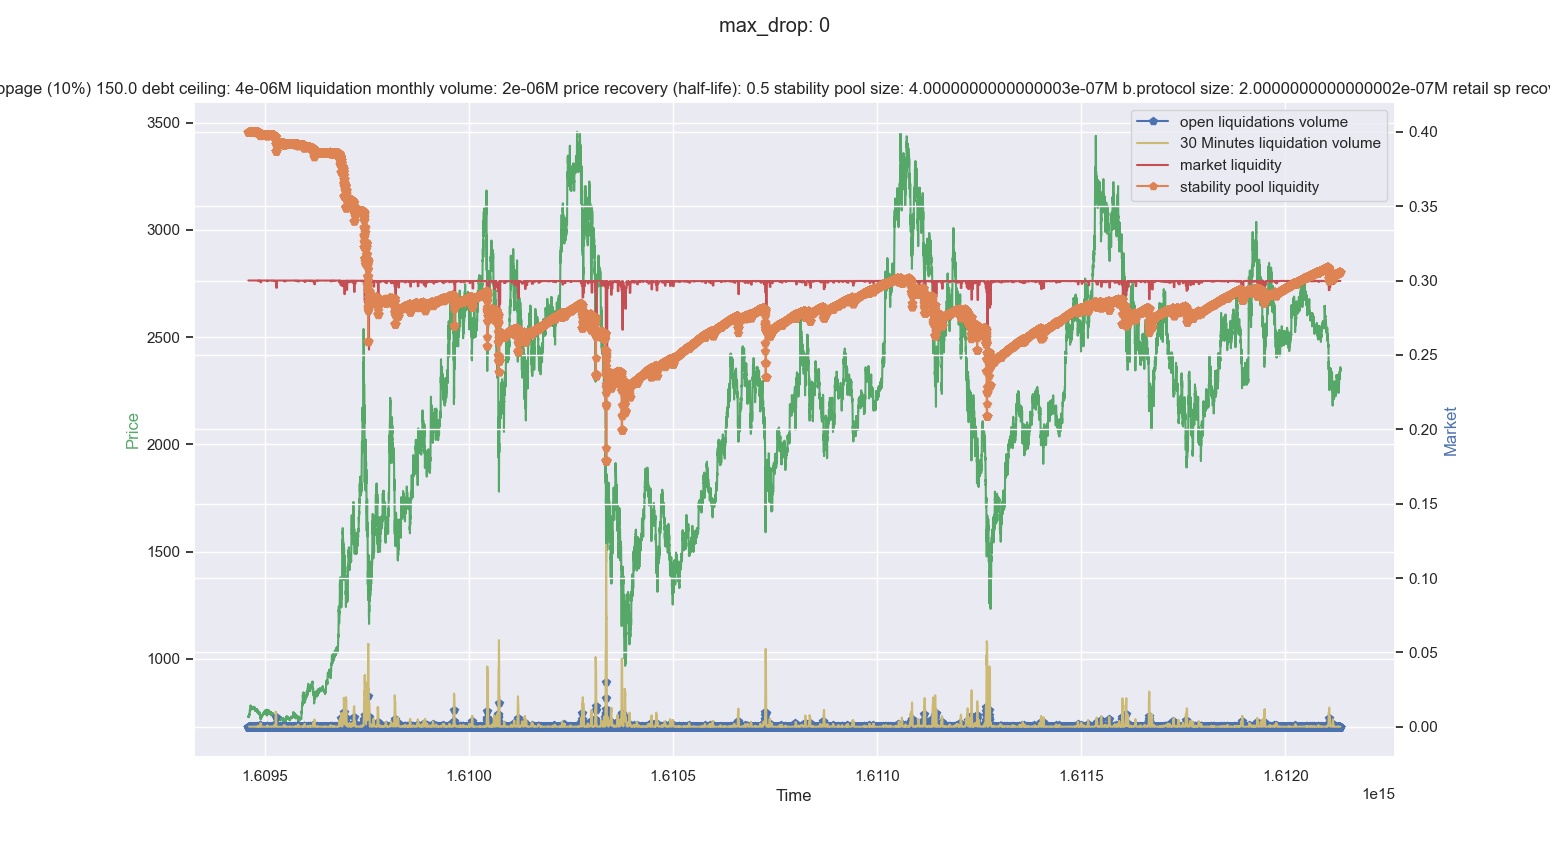 max_drop: 0
(10%) 150.0 debt ceiling: 4e-06M liquidation monthly volume: 2e-06M price recovery (half-life): 0.5 stability pool size: 4.0000000000000003e-07M b.protocol size: 2.0000000000000002e-07M retail sp
3500
3000
2500
2000
1500
1000
Price
open liquidations volume
30 Minutes liquidation volume
market liquidity
stability pool liquidity
0.40
0.35
0.30
0.25
0.20
0.15
0.10
0.05
0.00
Market
1.6095
1.6100
1.6105
1.6110
1.6115
1.6120
Time
1e15